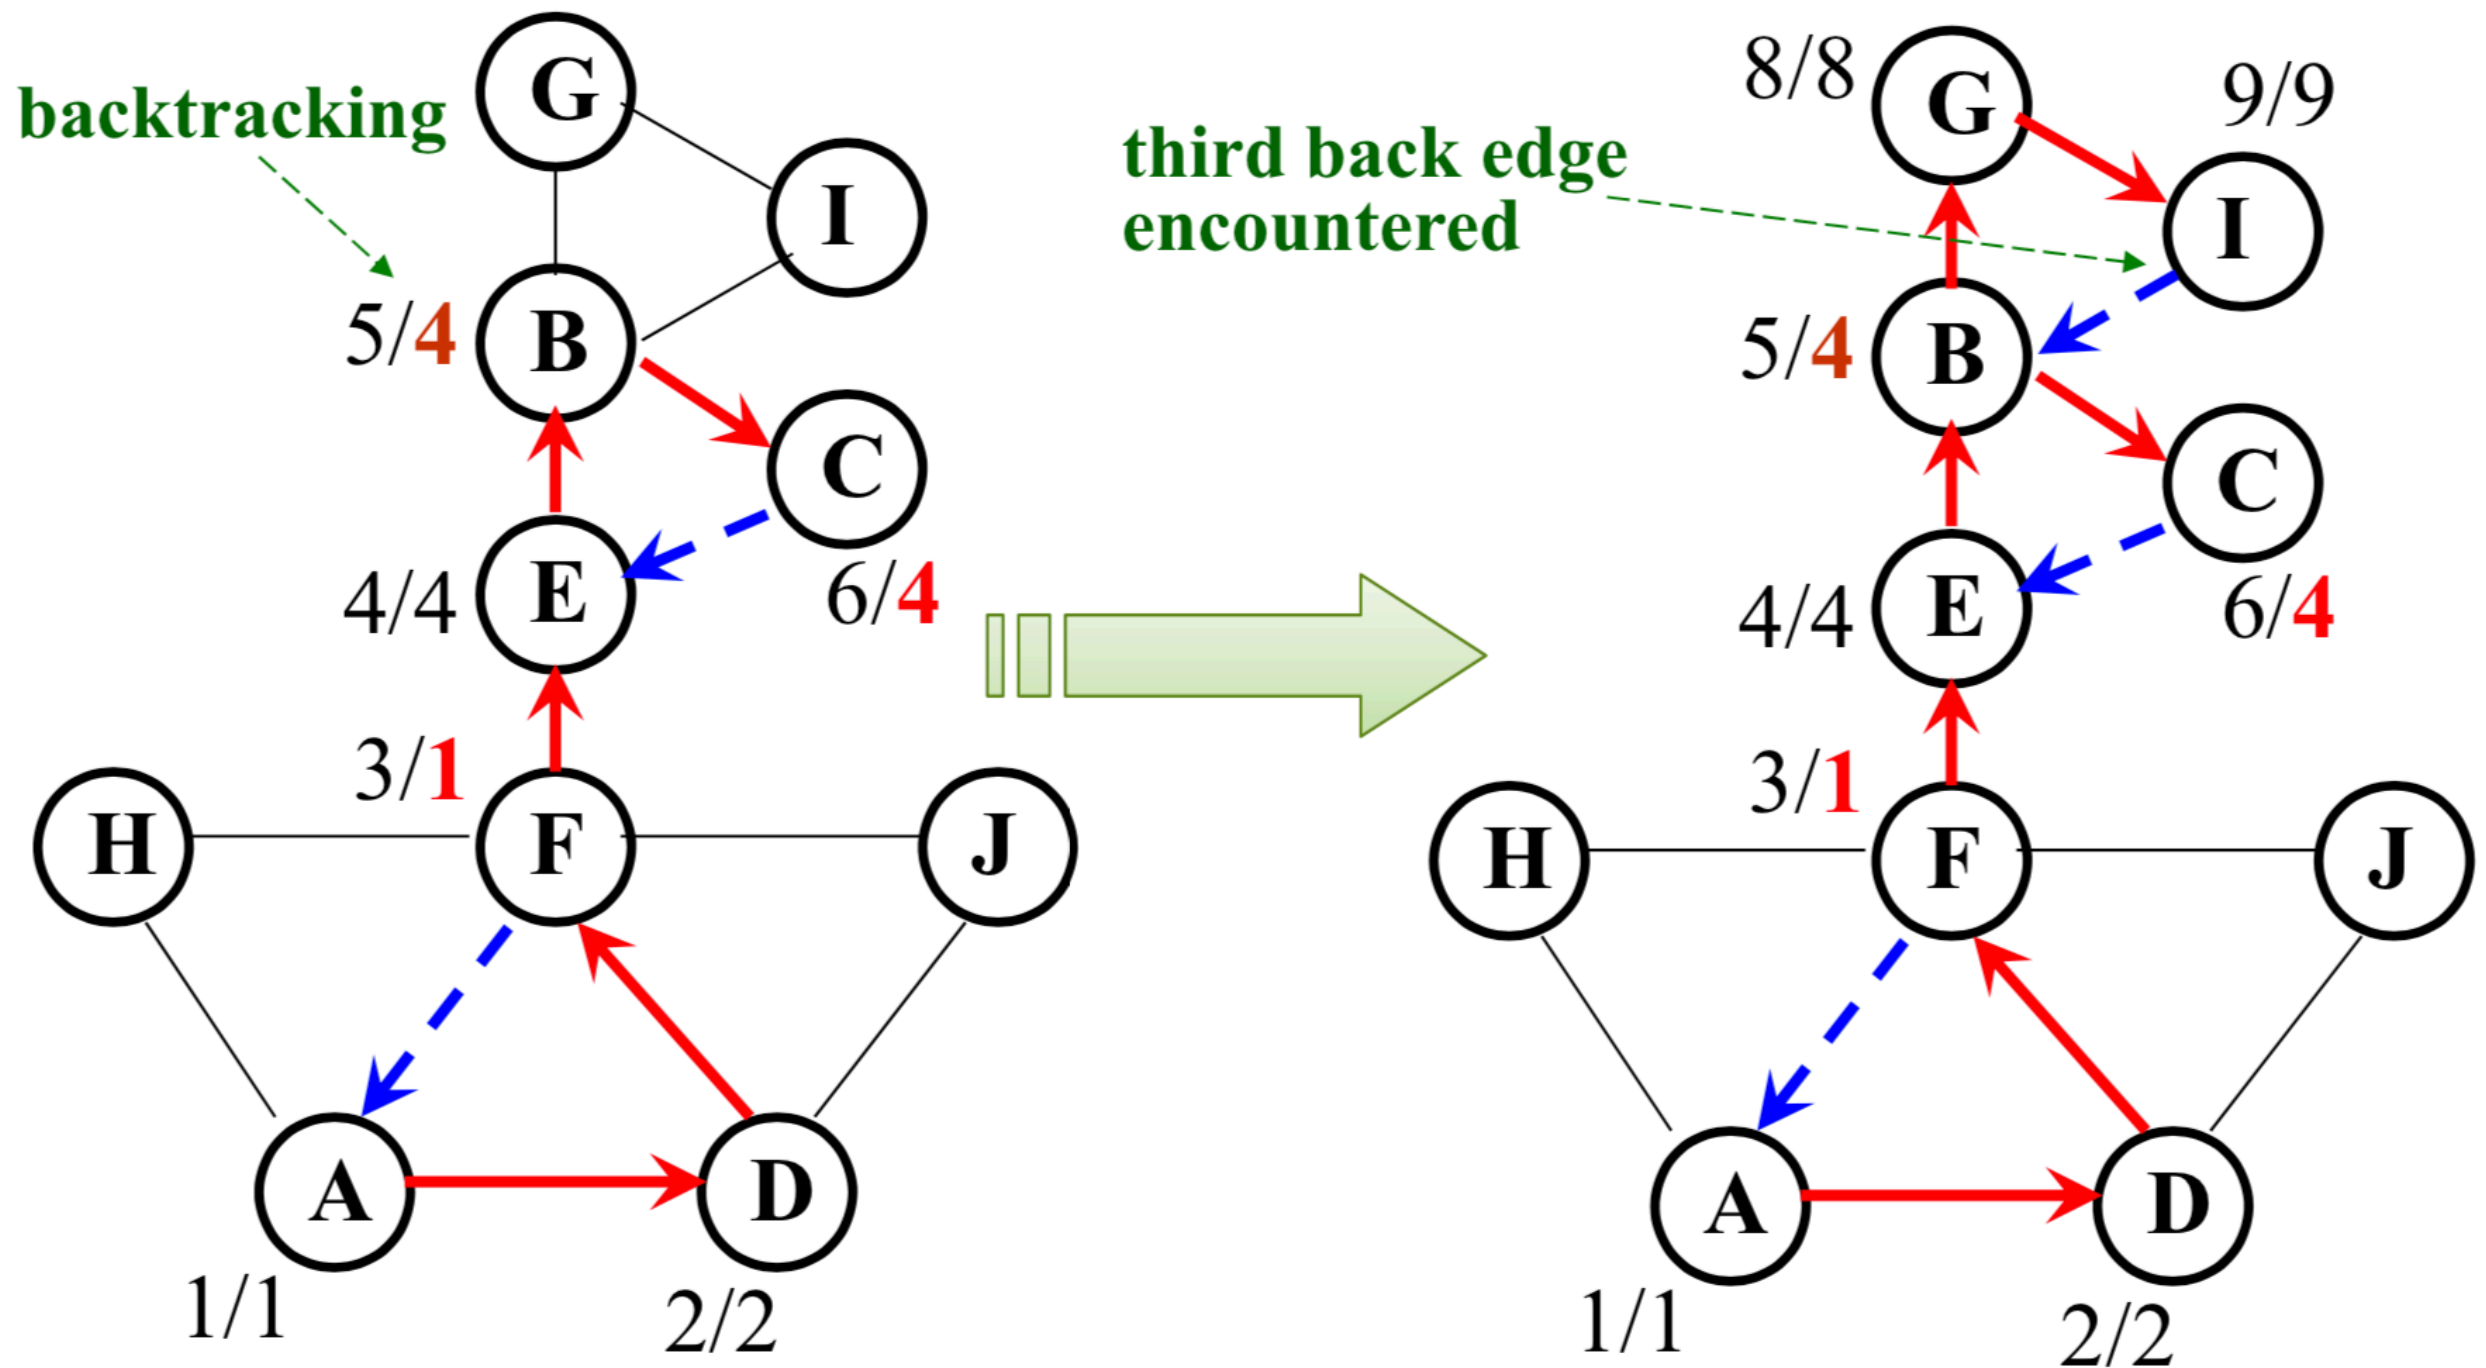 backtracking
G
I
5/4
B
C
4/4
E
6/4
3/1
H
F
J
A
D
1/1
2/2
third back edge
encountered
8/8
G
9/9
I
5/4
B
C
4/4
E
6/4
3/1
H
F
J
A
D
1/1
2/2